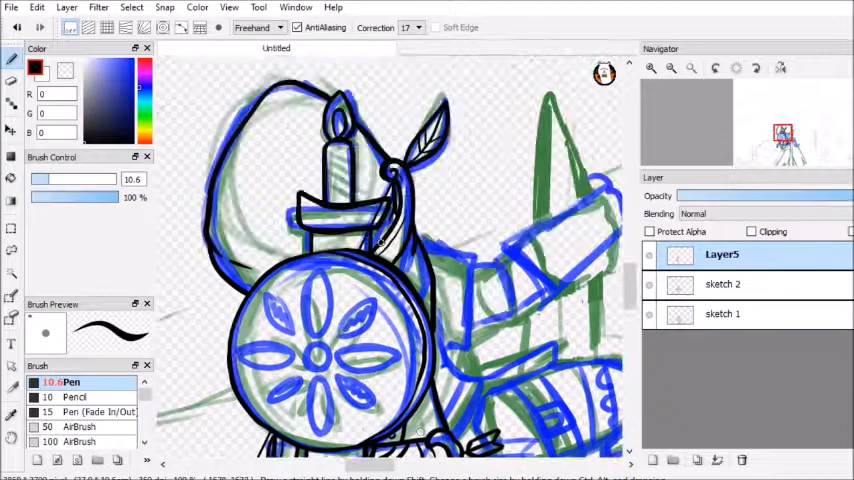 File Edit Layer Filters Select Snap Color View Tool Window Help
off Freehand AntiAliasing Correction 17 Soft Edge
Color
Untitled
Navigator
R 0
G 0
B 0
Brush Control
10.6
100 %
Layer
Opacity
Blending Normal
Protect Alpha Clipping
Layer5
sketch 2
sketch 1
Brush Preview
Brush
10.6 Pen
10 Pencil
15 Pen (Fade In/Out)
50 AirBrush
100 AirBrush